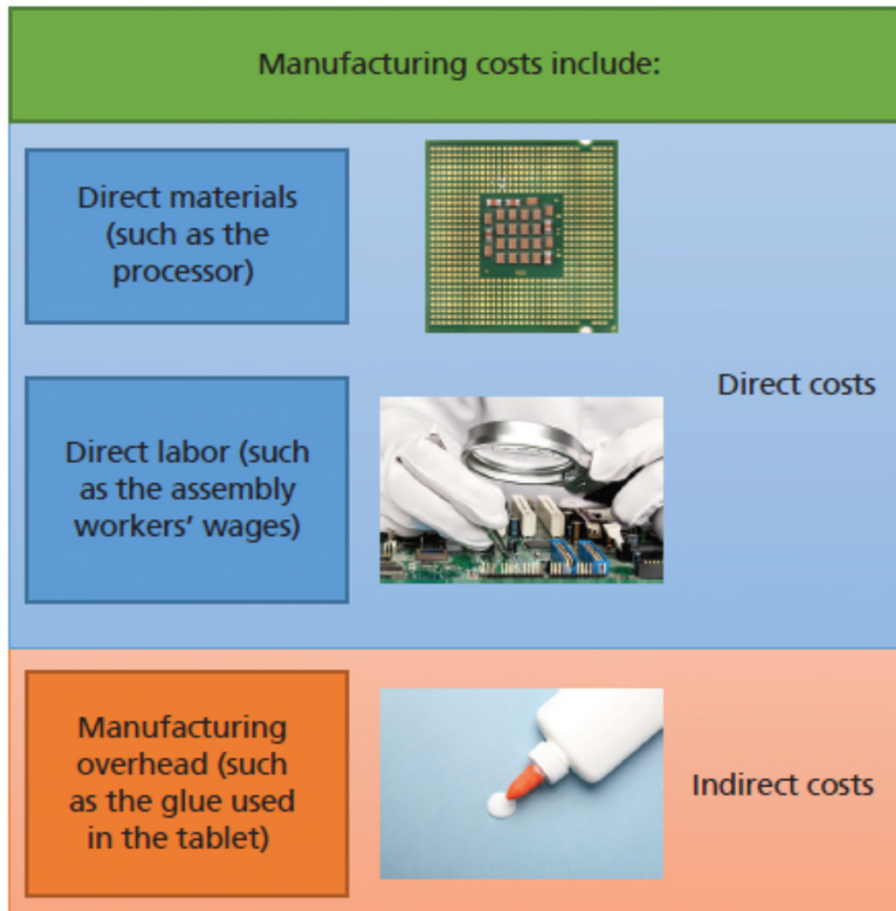 Manufacturing costs include:
Direct materials
(such as the
processor)
Direct costs
Direct labor (such
as the assembly
workers’ wages)
Manufacturing
overhead (such
as the glue used
in the tablet)
Indirect costs